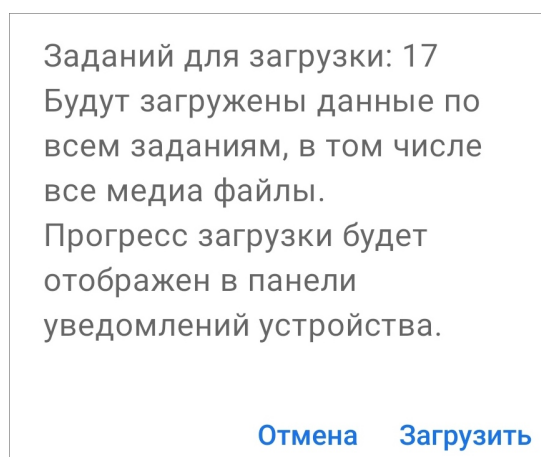 Заданий для загрузки: 17
Будут загружены данные по
всем заданиям, в том числе
все медиа файлы.
Прогресс загрузки будет
отображен в панели
уведомлений устройства.
Отмена Загрузить